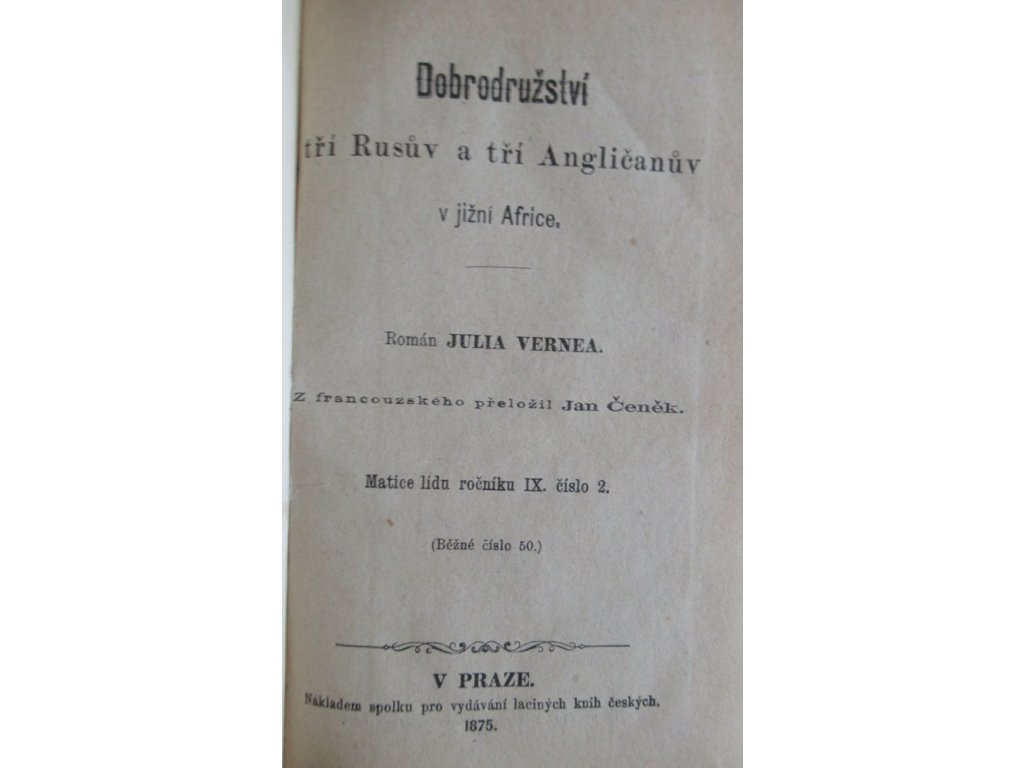 Dobrodružství
tří Rusův a tří Angličanův
v jižní Africe.
Román JULIA VERNEA.
Z francouzského přeložil Jan Čeněk.
Matice lidu ročníku IX. číslo 2.
(Běžné číslo 50.)
V PRAZE.
Nákladem spolku pro vydávání laciných knih českých.
1875.